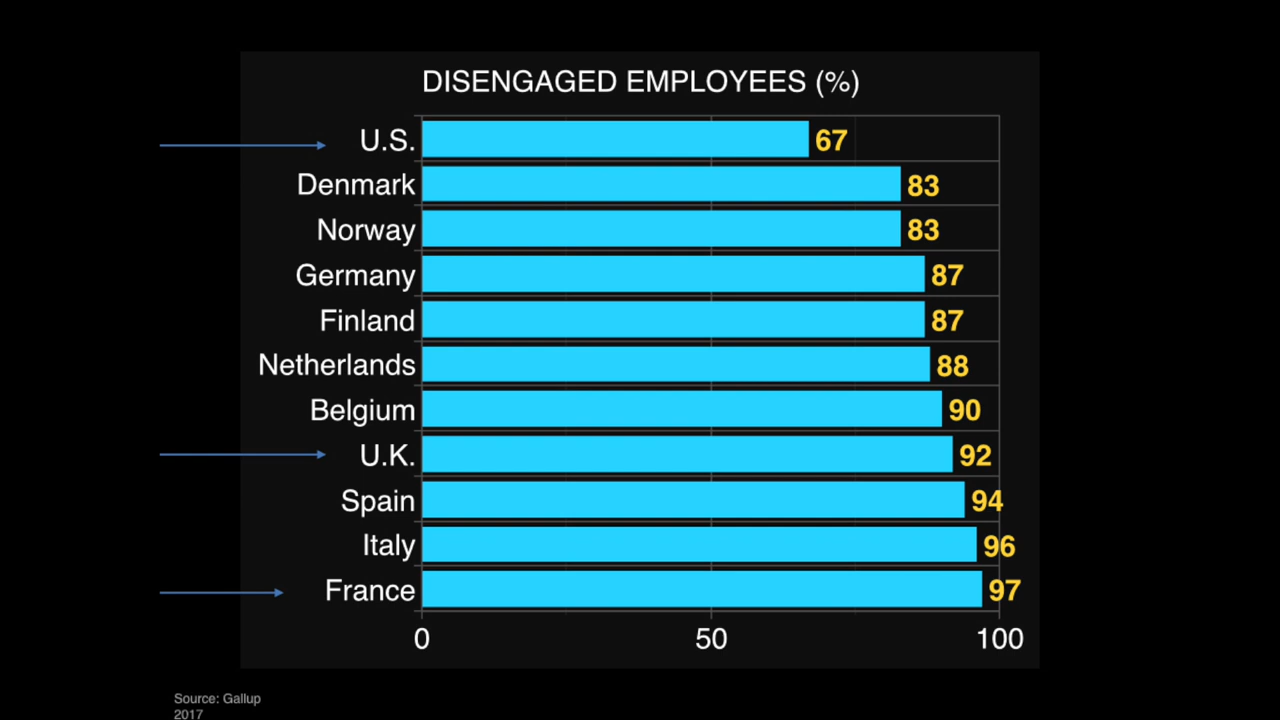 DISENGAGED EMPLOYEES (%)
U.S. 67
Denmark 83
Norway 83
Germany 87
Finland 87
Netherlands 88
Belgium 90
U.K. 92
Spain 94
Italy 96
France 97
0 50 100
Source: Gallup
2017